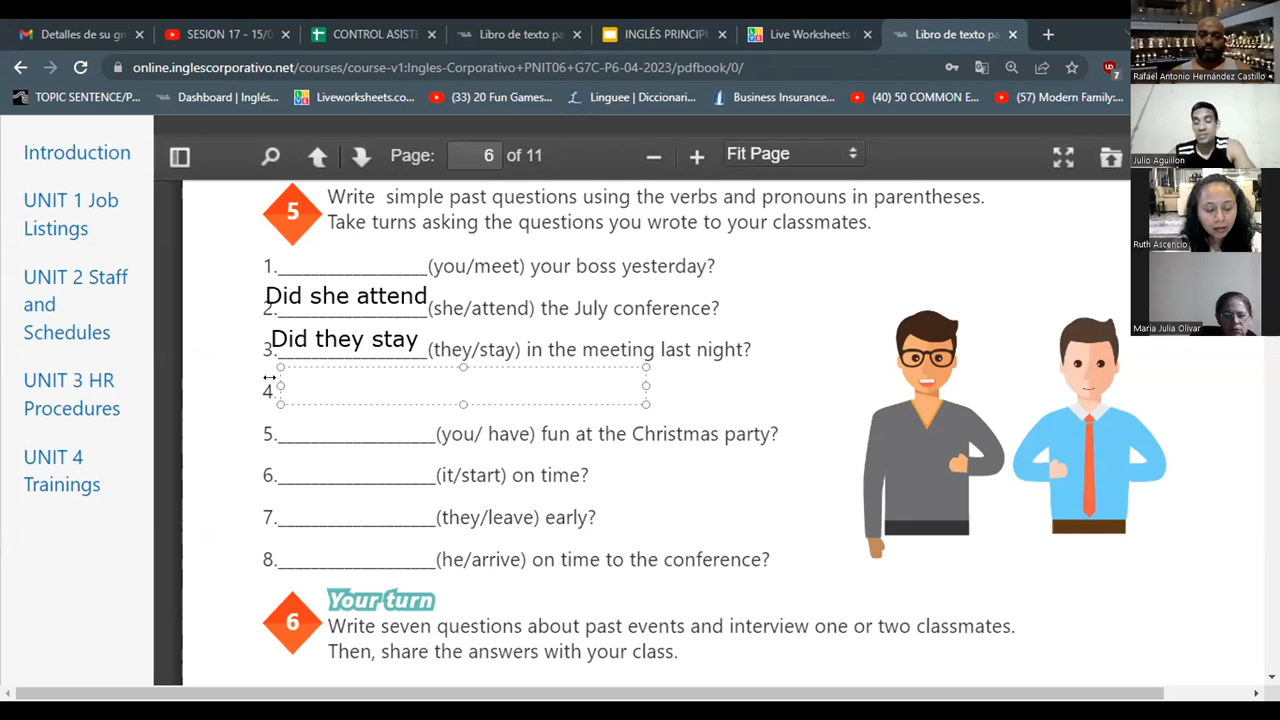 Detalles de su gn
SESION 17 - 15/0
CONTROL ASISTE
Libro de texto pa
INGLÉS PRINCIPU
Live Worksheets
Libro de texto pa
online.inglescorporativo.net/courses/course-v1:Ingles-
PNIT06+G7C-P6-04-2023/pdfbook/0/
7
TOPIC SENTENCE/P...
Dashboard | Inglés...
Liveworksheets.co...
(33) 20 Fun Games...
Linguee | Diccionari...
Business Insurance...
(40) 50 COMMON E...
(57) Modern Family:...
Rafael Antonio Hernández Castillo
Julio Aguillon
Ruth Ascencio
Maria Julia Olivar
Introduction
UNIT 1 Job
Listings
UNIT 2 Staff
and
Schedules
UNIT 3 HR
Procedures
UNIT 4
Trainings
Page: 6 of 11
Fit Page
5
Write simple past questions using the verbs and pronouns in parentheses.
Take turns asking the questions you wrote to your classmates.
1.________________(you/meet) your boss yesterday?
Did she attend
2.________________(she/attend) the July conference?
Did they stay
3.________________(they/stay) in the meeting last night?
4.
5.________________(you/ have) fun at the Christmas party?
6.________________(it/start) on time?
7.________________(they/leave) early?
8.________________(he/arrive) on time to the conference?
6
Your turn
Write seven questions about past events and interview one or two classmates.
Then, share the answers with your class.